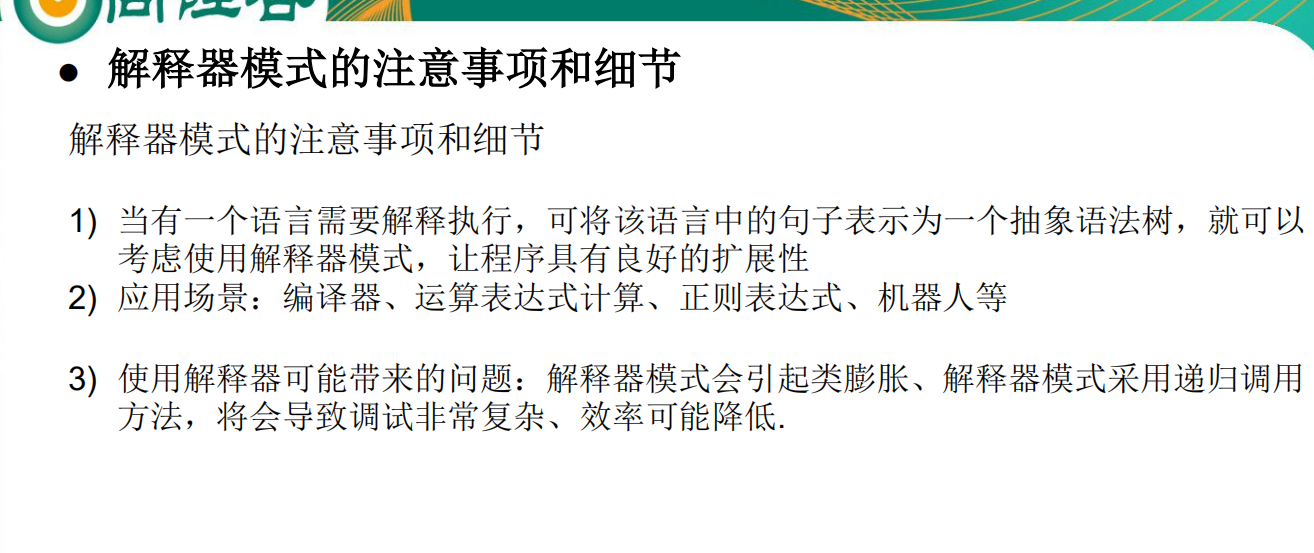 ● 解释器模式的注意事项和细节
解释器模式的注意事项和细节
1) 当有一个语言需要解释执行，可将该语言中的句子表示为一个抽象语法树，就可以
考虑使用解释器模式，让程序具有良好的扩展性
2) 应用场景：编译器、运算表达式计算、正则表达式、机器人等
3) 使用解释器可能带来的问题：解释器模式会引起类膨胀、解释器模式采用递归调用
方法，将会导致调试非常复杂、效率可能降低.